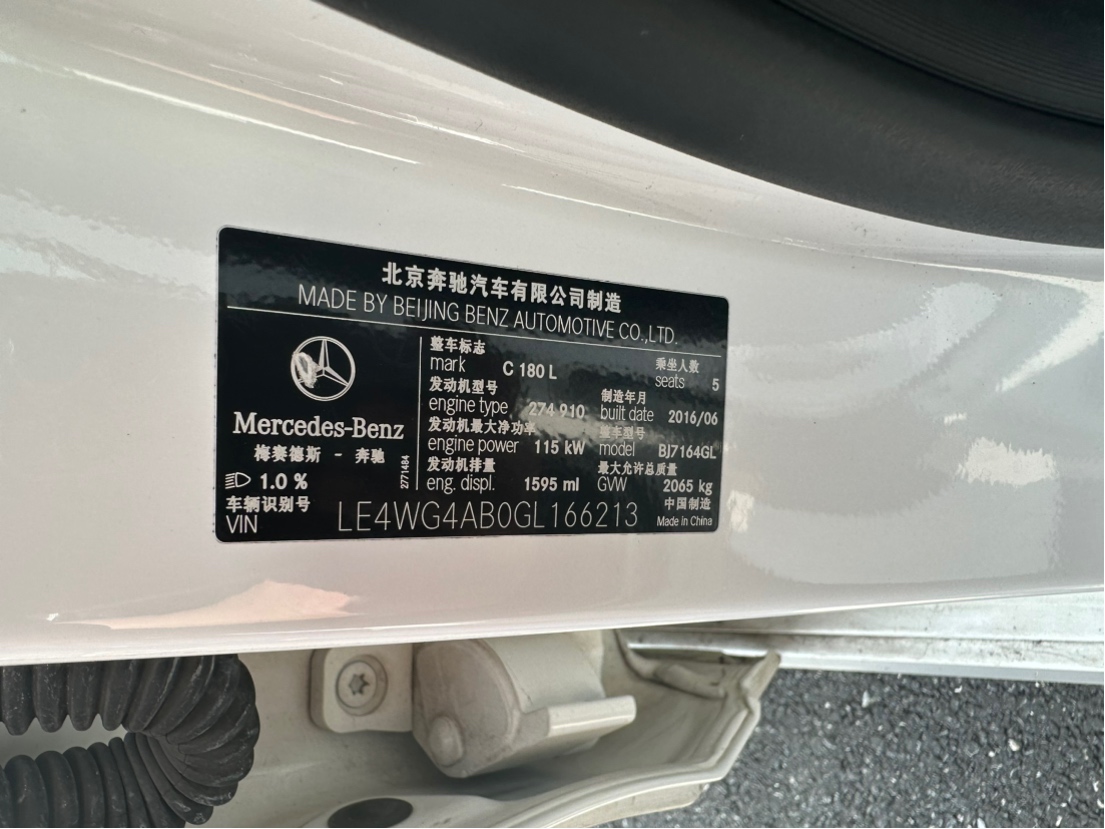 北京奔驰汽车有限公司制造
MADE BY BEIJING BENZ AUTOMOTIVE CO.,LTD.
Mercedes-Benz
梅赛德斯 - 奔驰
1.0 %
2771484
整车标志
mark C 180 L
乘坐人数
seats 5
发动机型号
engine type 274 910
制造年月
built date 2016/06
发动机最大净功率
engine power 115 kW
整车型号
model BJ7164GL
发动机排量
eng. displ. 1595 ml
最大允许总质量
GVW 2065 kg
车辆识别号
VIN LE4WG4AB0GL166213
中国制造
Made in China